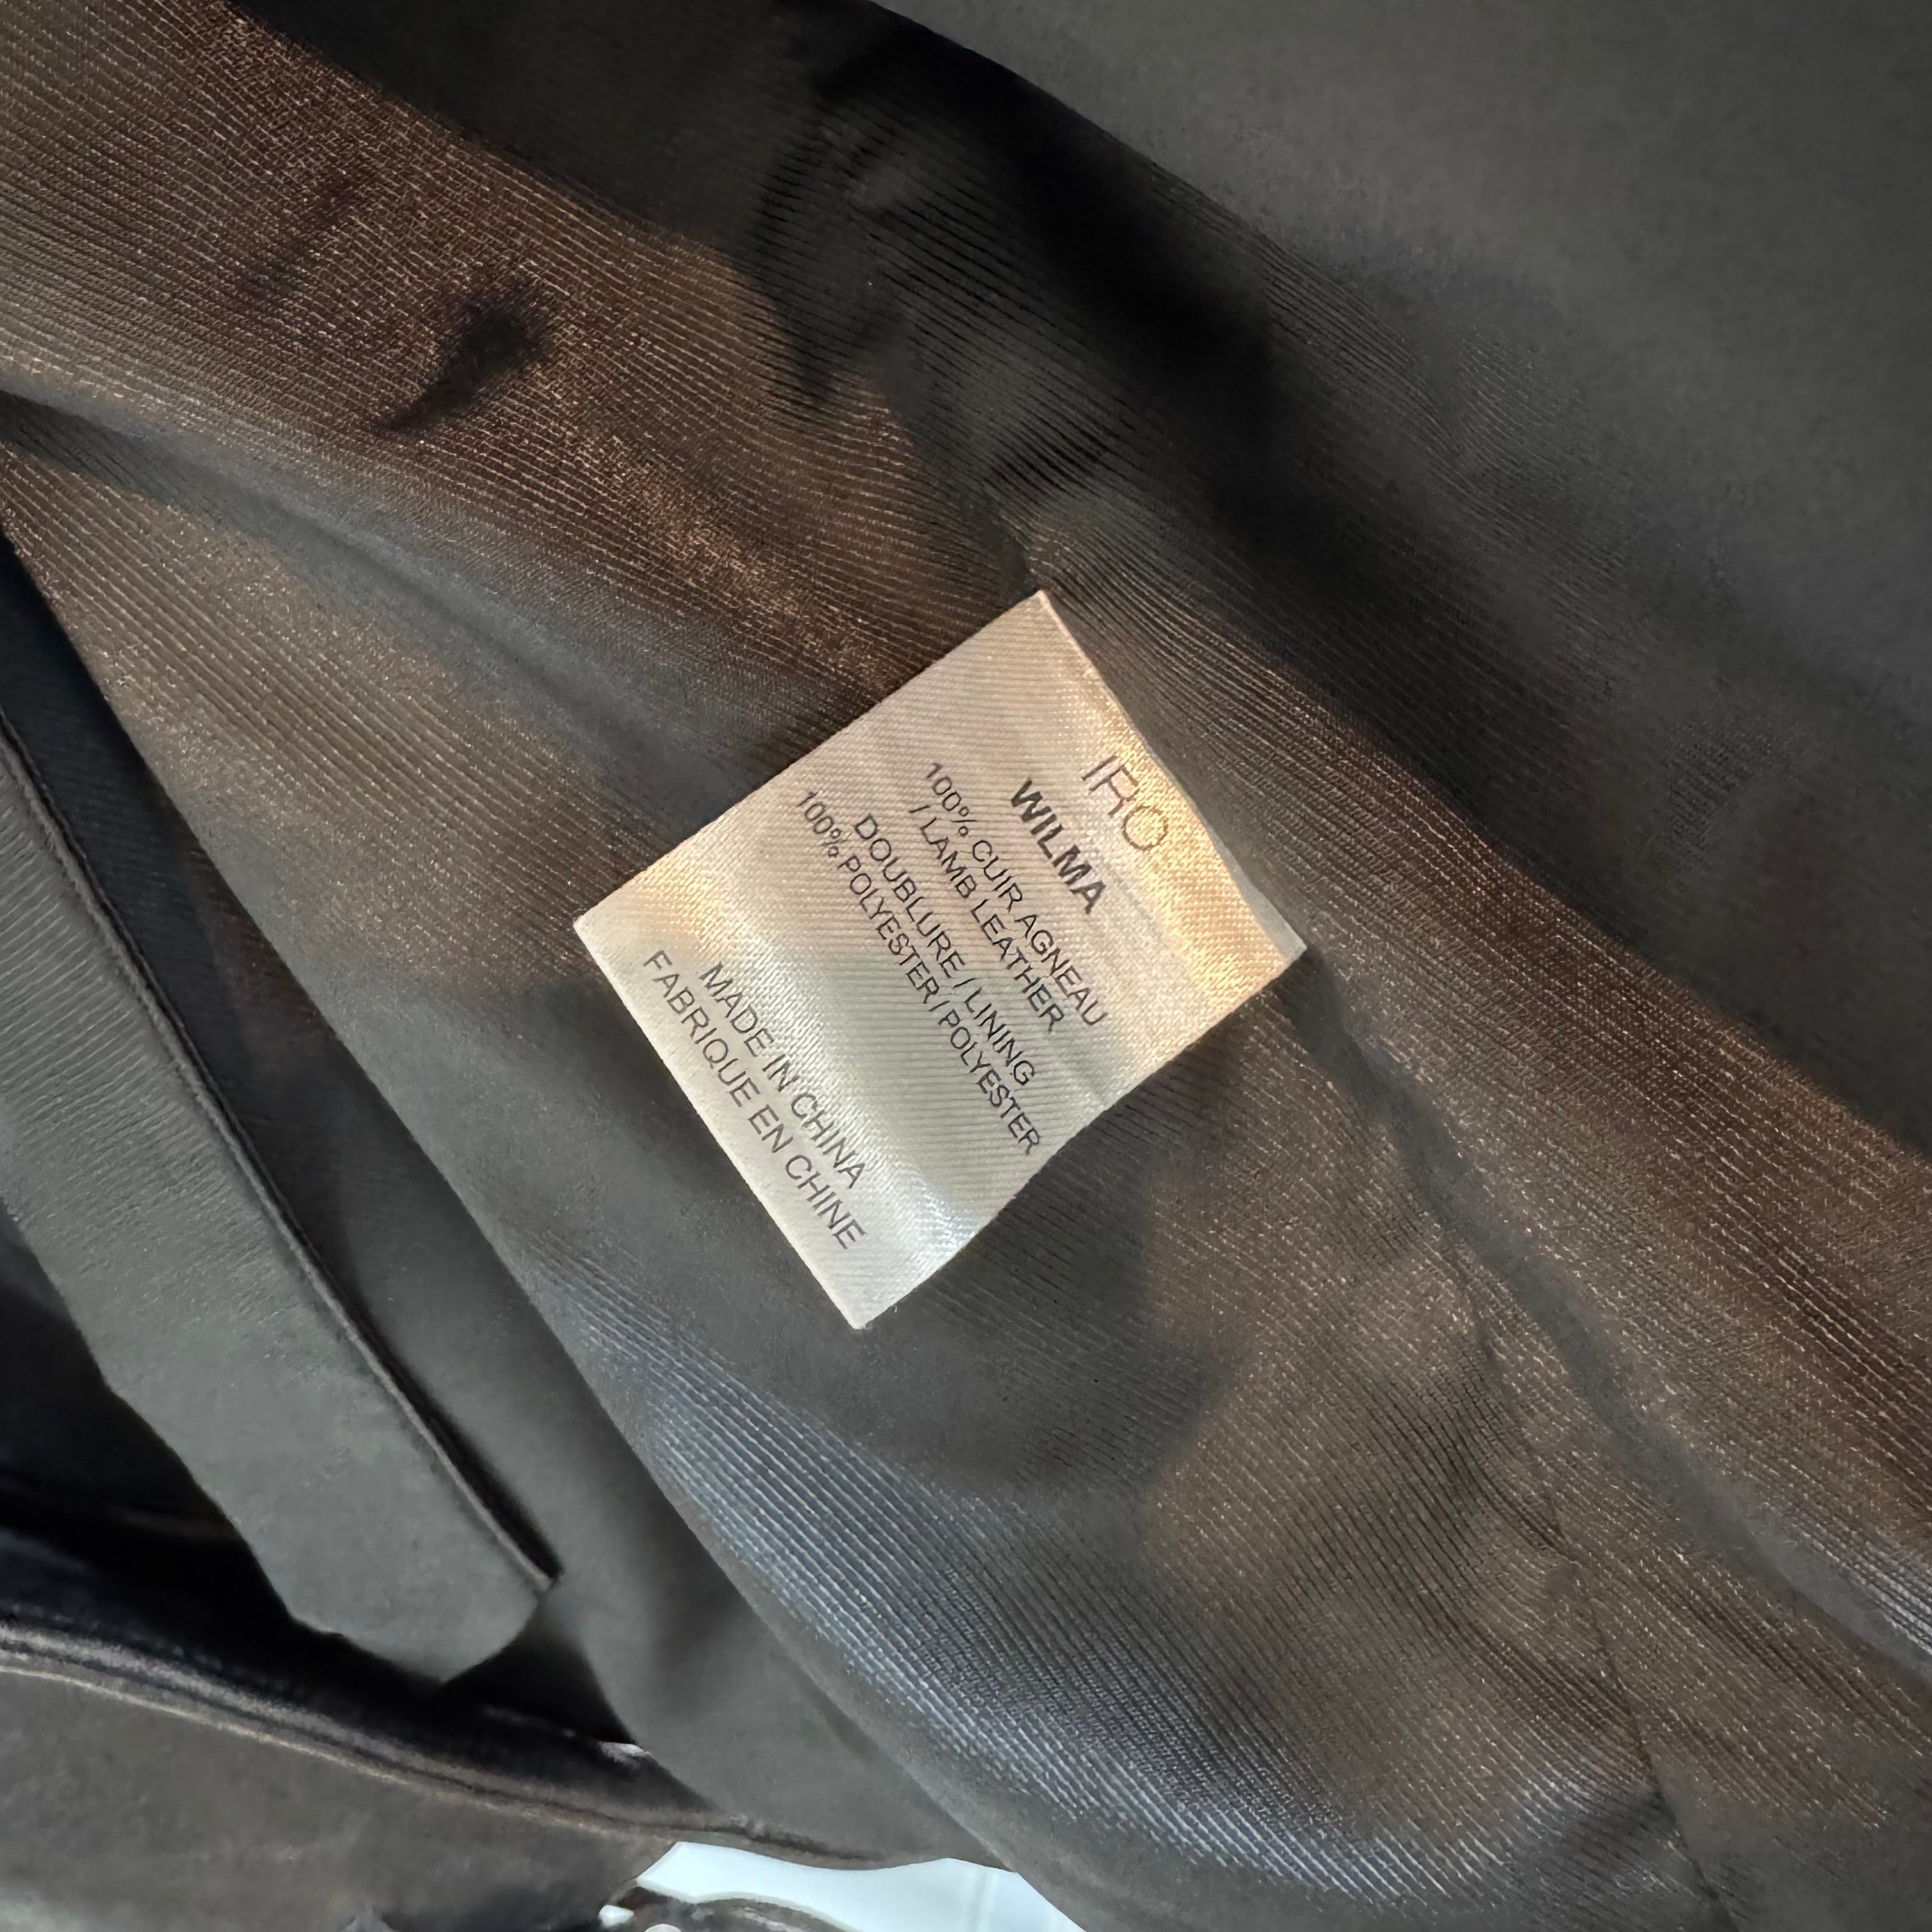 IRO
WILMA
100% CUIR AGNEAU
/ LAMB LEATHER
DOUBLURE / LINING
100% POLYESTER / POLYESTER
MADE IN CHINA
FABRIQUE EN CHINE